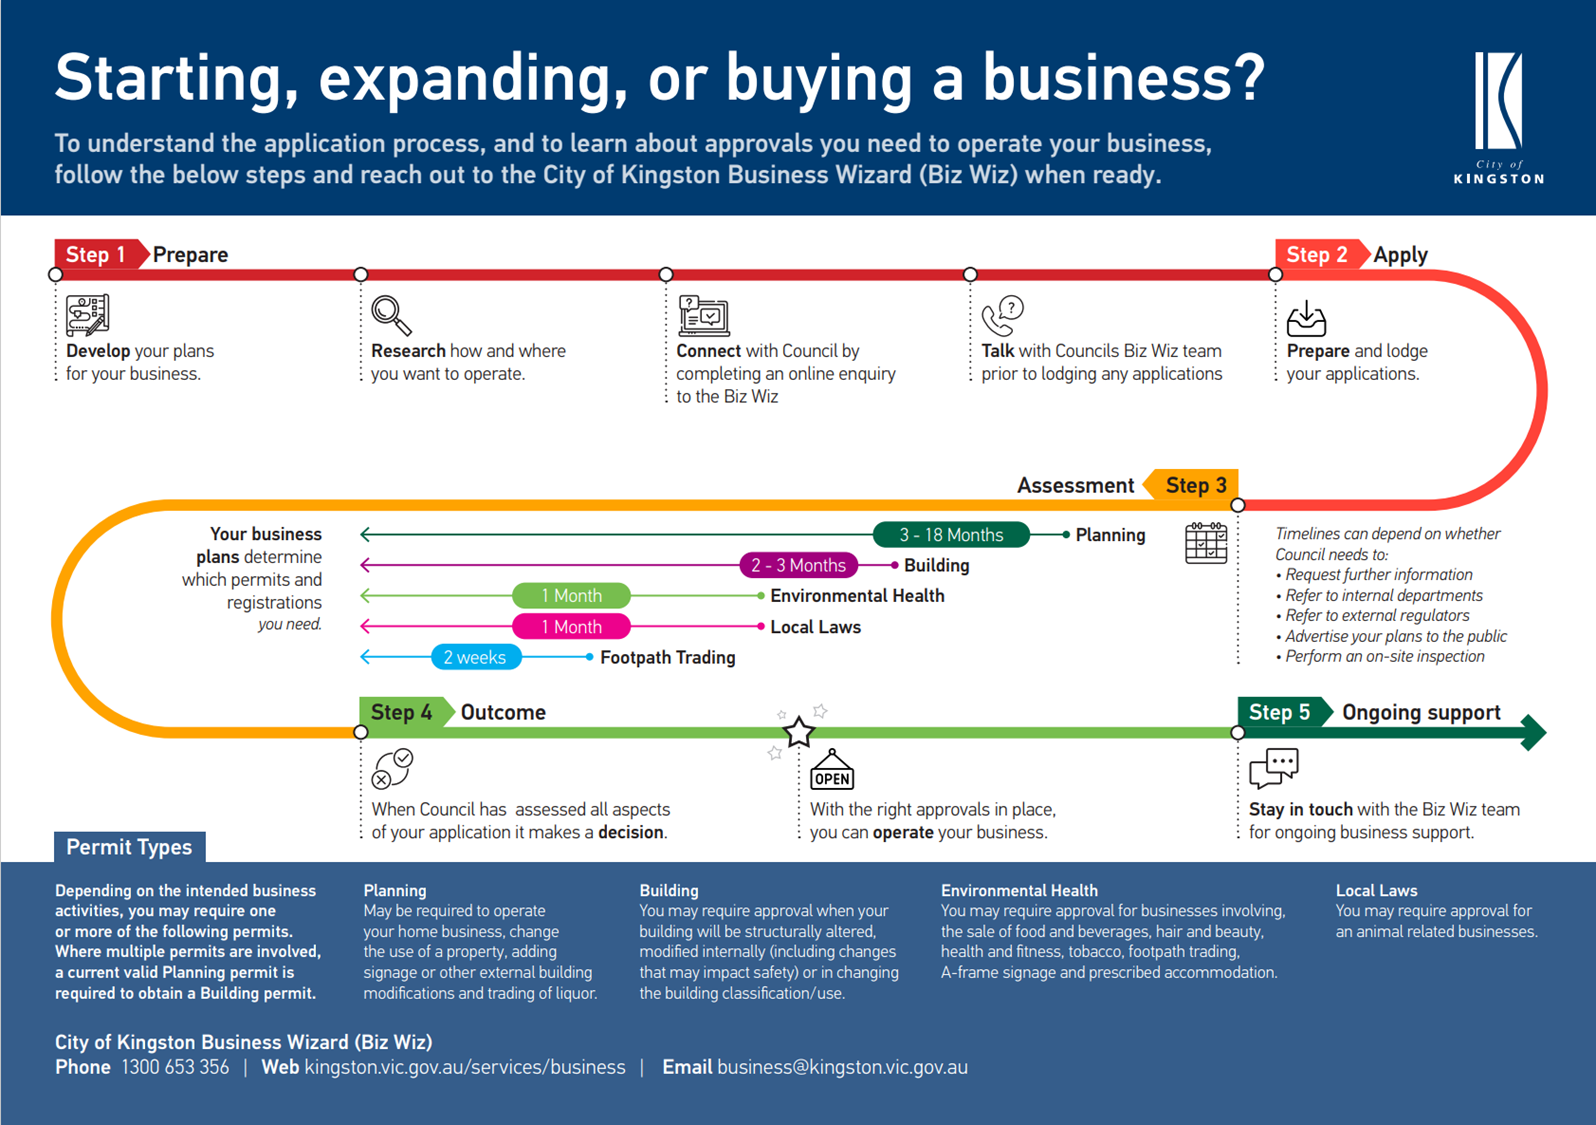 Starting, expanding, or buying a business?
To understand the application process, and to learn about approvals you need to operate your business,
follow the below steps and reach out to the City of Kingston Business Wizard (Biz Wiz) when ready.
City of
KINGSTON
Step 1
Prepare
Develop your plans
for your business.
Research how and where
you want to operate.
?
Connect with Council by
completing an online enquiry
to the Biz Wiz
?
Talk with Councils Biz Wiz team
prior to lodging any applications
Step 2
Apply
Prepare and lodge
your applications.
Step 3
Assessment
Timelines can depend on whether
Council needs to:
• Request further information
• Refer to internal departments
• Refer to external regulators
• Advertise your plans to the public
• Perform an on-site inspection
Your business
plans determine
which permits and
registrations
you need.
3 - 18 Months
Planning
2 - 3 Months
Building
1 Month
Environmental Health
1 Month
Local Laws
2 weeks
Footpath Trading
Step 4
Outcome
When Council has  assessed all aspects
of your application it makes a decision.
OPEN
With the right approvals in place,
you can operate your business.
Step 5
Ongoing support
Stay in touch with the Biz Wiz team
for ongoing business support.
Permit Types
Depending on the intended business
activities, you may require one
or more of the following permits.
Where multiple permits are involved,
a current valid Planning permit is
required to obtain a Building permit.
Planning
May be required to operate
your home business, change
the use of a property, adding
signage or other external building
modifications and trading of liquor.
Building
You may require approval when your
building will be structurally altered,
modified internally (including changes
that may impact safety) or in changing
the building classification/use.
Environmental Health
You may require approval for businesses involving,
the sale of food and beverages, hair and beauty,
health and fitness, tobacco, footpath trading,
A-frame signage and prescribed accommodation.
Local Laws
You may require approval for
an animal related businesses.
City of Kingston Business Wizard (Biz Wiz)
Phone 1300 653 356 | Web kingston.vic.gov.au/services/business | Email business@kingston.vic.gov.au